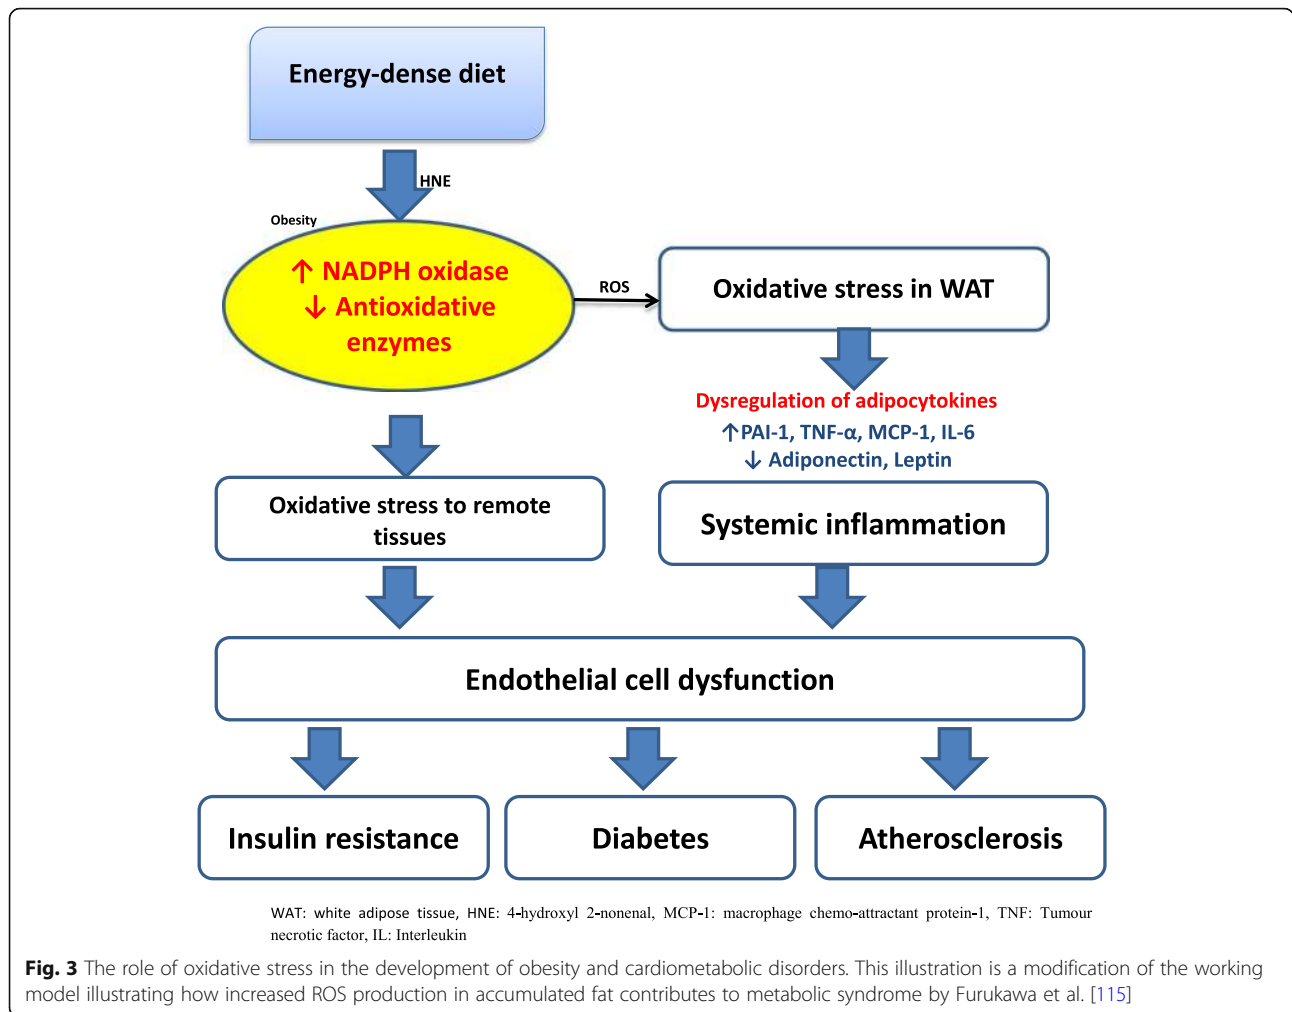 Energy-dense diet
HNE
Obesity
↑ NADPH oxidase
↓ Antioxidative
enzymes
ROS
Oxidative stress in WAT
Dysregulation of adipocytokines
↑PAI-1, TNF-α, MCP-1, IL-6
↓ Adiponectin, Leptin
Oxidative stress to remote
tissues
Systemic inflammation
Endothelial cell dysfunction
Insulin resistance
Diabetes
Atherosclerosis
WAT: white adipose tissue, HNE: 4-hydroxyl 2-nonenal, MCP-1: macrophage chemo-attractant protein-1, TNF: Tumour
necrotic factor, IL: Interleukin
Fig. 3 The role of oxidative stress in the development of obesity and cardiometabolic disorders. This illustration is a modification of the working
model illustrating how increased ROS production in accumulated fat contributes to metabolic syndrome by Furukawa et al. [115]